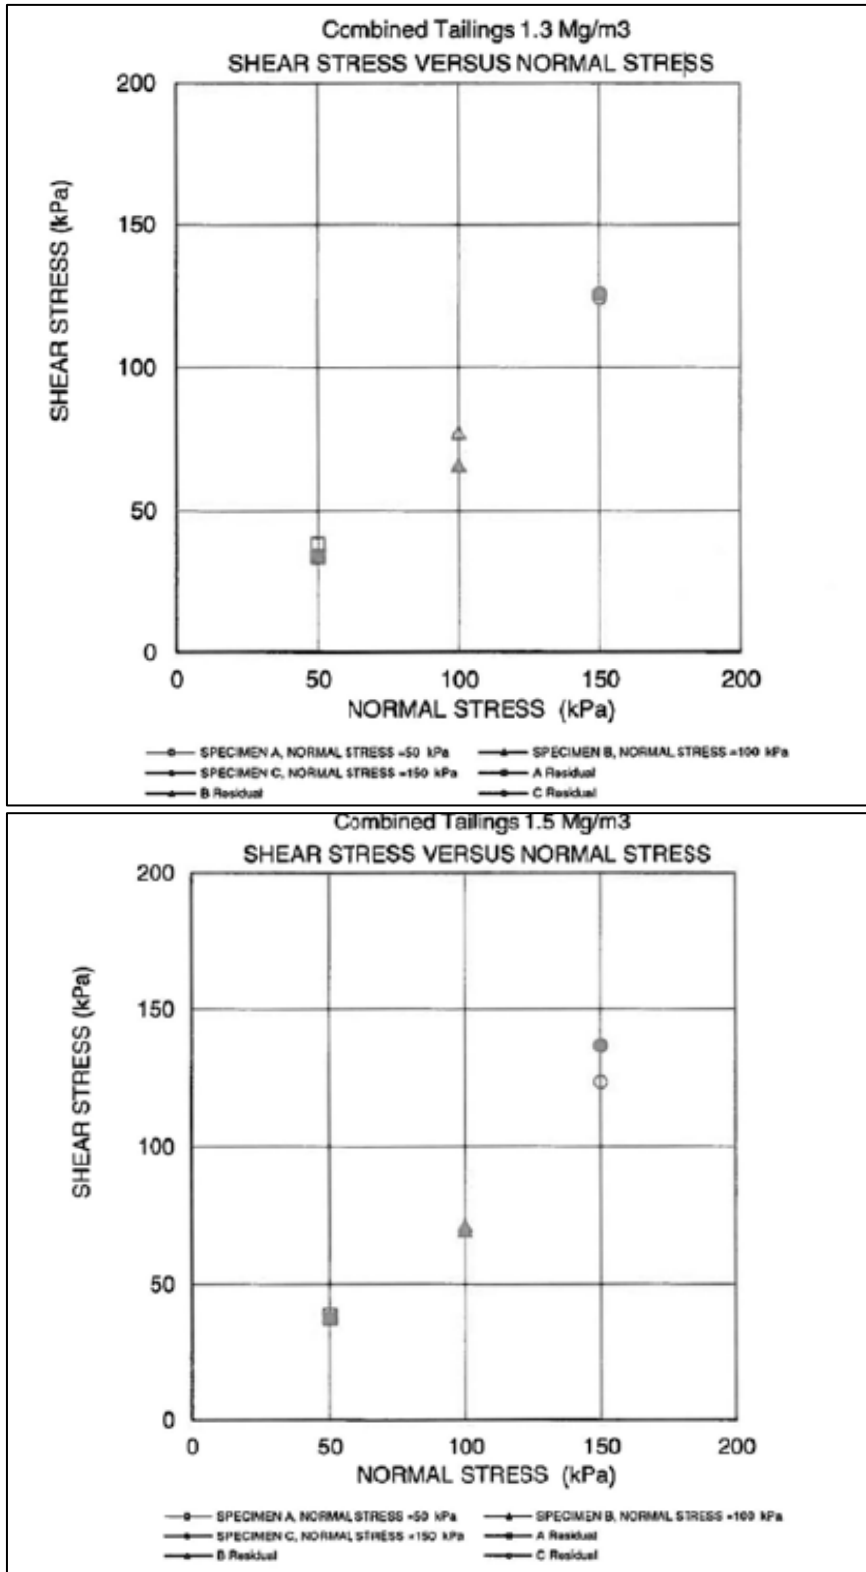 Combined Tailings 1.3 Mg/m3
SHEAR STRESS VERSUS NORMAL STRESS
200
150
100
50
0
SHEAR STRESS (kPa)
0 50 100 150 200
NORMAL STRESS (kPa)
SPECIMEN A, NORMAL STRESS =50 kPa SPECIMEN B, NORMAL STRESS =100 kPa
SPECIMEN C, NORMAL STRESS =150 kPa A Residual
B Residual C Residual
Combined Tailings 1.5 Mg/m3
SHEAR STRESS VERSUS NORMAL STRESS
200
150
100
50
0
SHEAR STRESS (kPa)
0 50 100 150 200
NORMAL STRESS (kPa)
SPECIMEN A, NORMAL STRESS =50 kPa SPECIMEN B, NORMAL STRESS =100 kPa
SPECIMEN C, NORMAL STRESS =150 kPa A Residual
B Residual C Residual